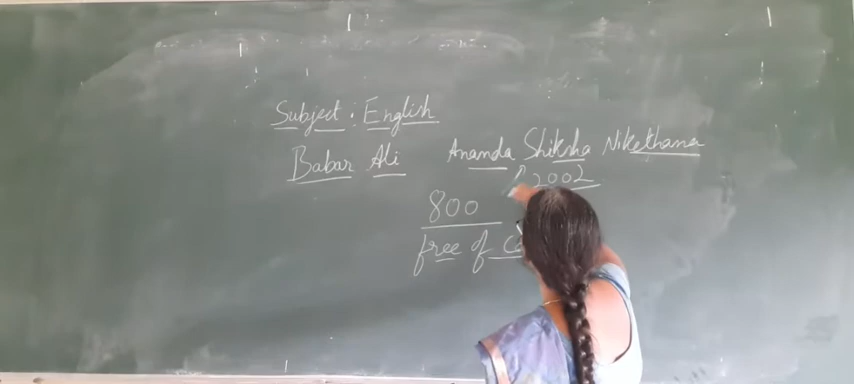 Subject : English
Babar Ali Ananda Shiksha Nikethana
2002
800
free of